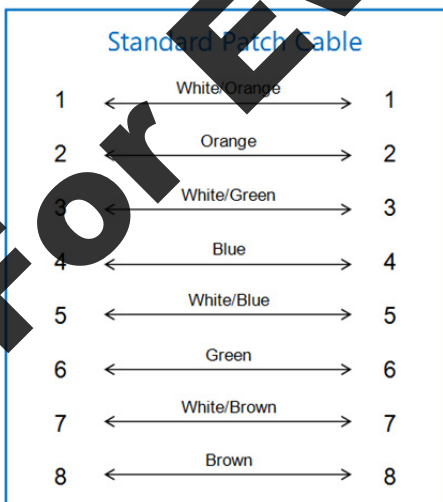 Standard Patch Cable
White/Orange
1 1
Orange
2 2
White/Green
3 3
Blue
4 4
White/Blue
5 5
Green
6 6
White/Brown
7 7
Brown
8 8
For